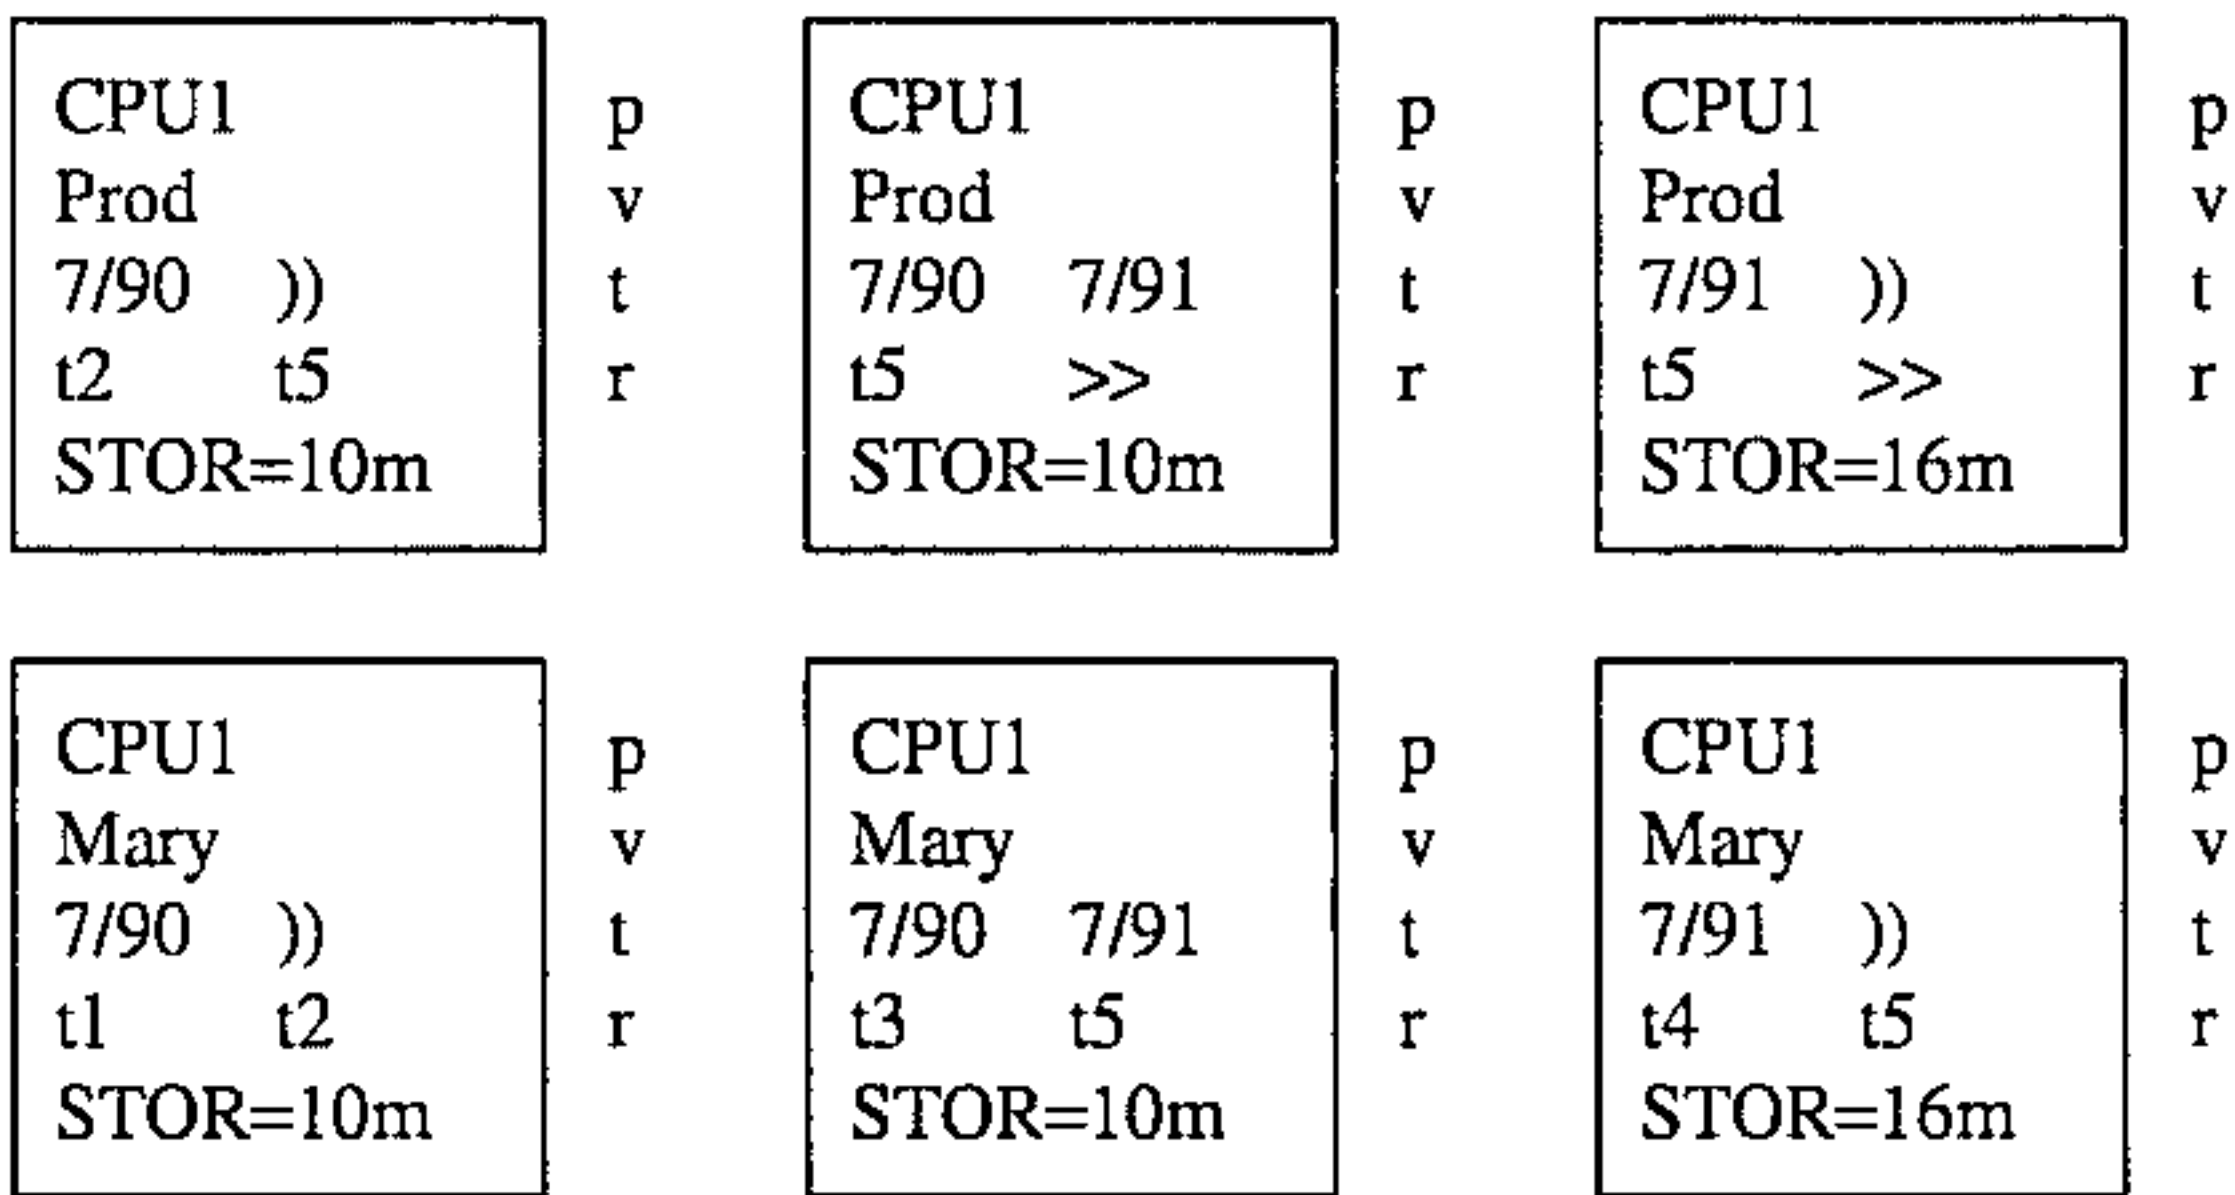 CPU1 p
Prod v
7/90 )) t
t2 t5 r
STOR=10m
CPU1 p
Prod v
7/90 7/91 t
t5 >> r
STOR=10m
CPU1 p
Prod v
7/91 )) t
t5 >> r
STOR=16m
CPU1 p
Mary v
7/90 )) t
t1 t2 r
STOR=10m
CPU1 p
Mary v
7/90 7/91 t
t3 t5 r
STOR=10m
CPU1 p
Mary v
7/91 )) t
t4 t5 r
STOR=16m